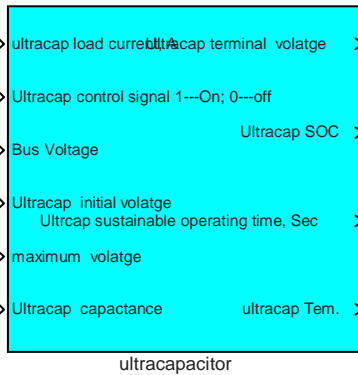 ultracap load current, A
Ultracap terminal volatge
Ultracap control signal 1---On; 0---off
Ultracap SOC
Bus Voltage
Ultracap  initial volatge
Ultrcap sustainable operating time, Sec
maximum  volatge
Ultracap  capactance
ultracap Tem.
ultracapacitor